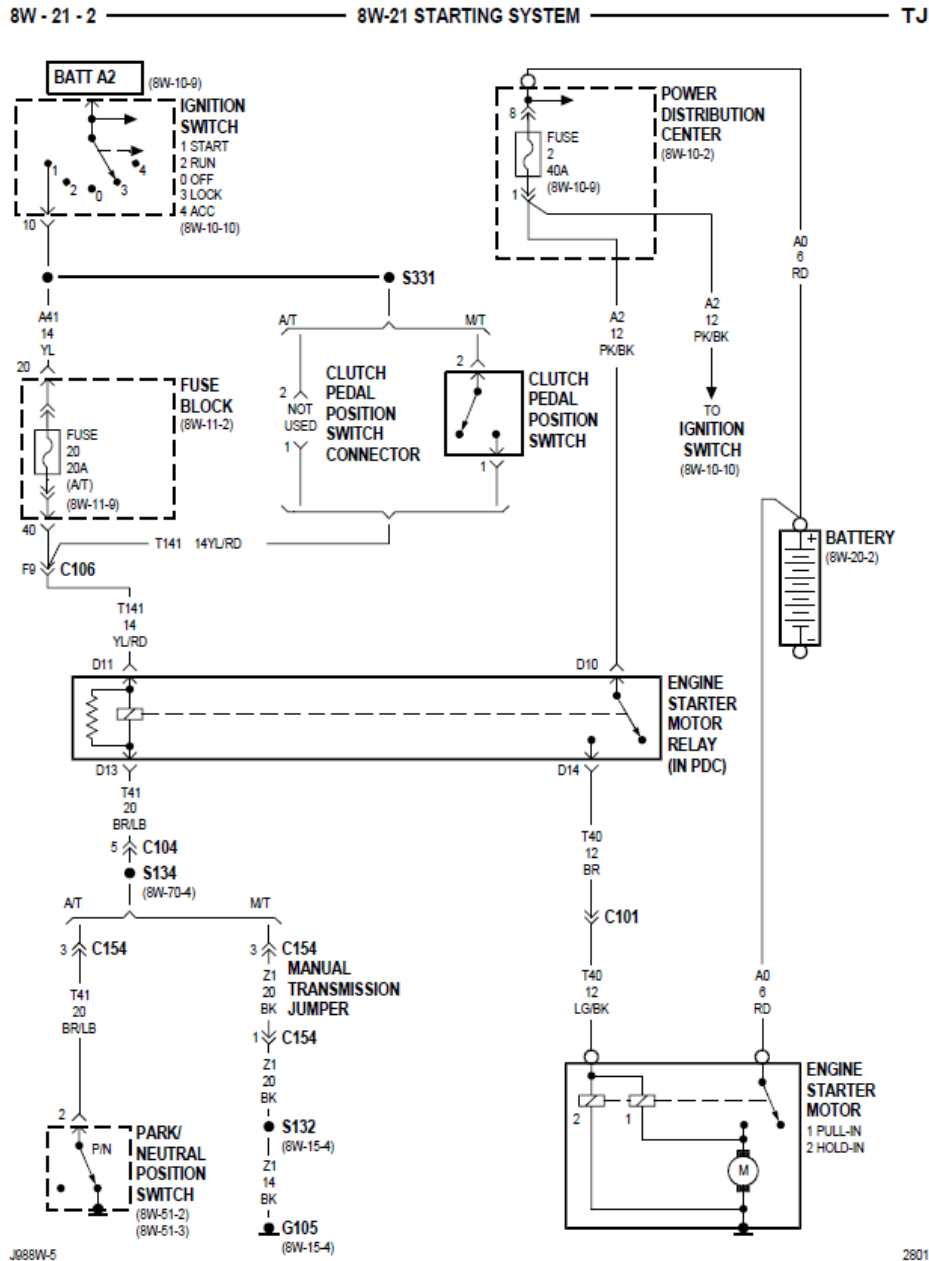 8W - 21 - 2
8W-21 STARTING SYSTEM
TJ
BATT A2
(8W-10-9)
IGNITION
SWITCH
1 START
2 RUN
0 OFF
3 LOCK
4 ACC
(8W-10-10)
1
2
0
3
4
10
8
FUSE
2
40A
(8W-10-9)
1
POWER
DISTRIBUTION
CENTER
(8W-10-2)
A0
6
RD
S331
A41
14
YL
20
A/T
M/T
A2
12
PK/BK
A2
12
PK/BK
TO
IGNITION
SWITCH
(8W-10-10)
FUSE
BLOCK
(8W-11-2)
FUSE
20
20A
(A/T)
(8W-11-9)
40
2
NOT
USED
1
CLUTCH
PEDAL
POSITION
SWITCH
CONNECTOR
2
1
CLUTCH
PEDAL
POSITION
SWITCH
T141 14YL/RD
F9
C106
+
-
BATTERY
(8W-20-2)
T141
14
YL/RD
D11
D10
ENGINE
STARTER
MOTOR
RELAY
(IN PDC)
D13
D14
T41
20
BR/LB
5
C104
S134
(8W-70-4)
T40
12
BR
C101
A/T
M/T
3
C154
3
C154
Z1
20
BK
MANUAL
TRANSMISSION
JUMPER
T41
20
BR/LB
1
C154
Z1
20
BK
T40
12
LG/BK
A0
6
RD
2
P/N
PARK/
NEUTRAL
POSITION
SWITCH
(8W-51-2)
(8W-51-3)
S132
(8W-15-4)
Z1
14
BK
G105
(8W-15-4)
2
1
M
ENGINE
STARTER
MOTOR
1 PULL-IN
2 HOLD-IN
J988W-5
2801